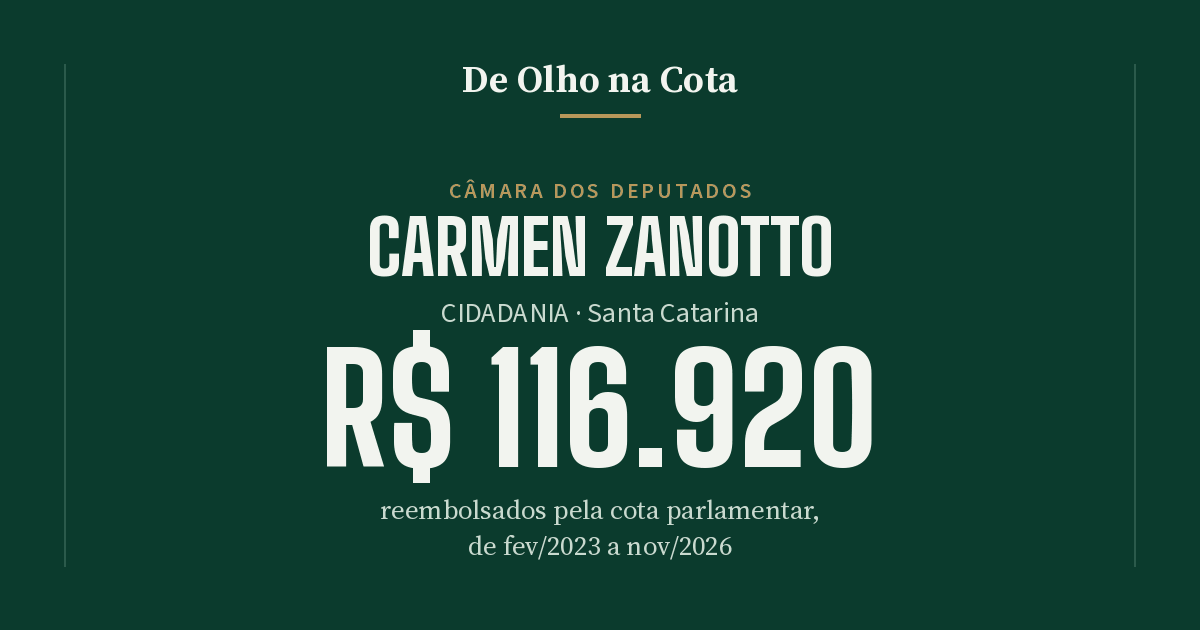 De Olho na Cota
CÂMARA DOS DEPUTADOS
CARMEN ZANOTTO
CIDADANIA · Santa Catarina
R$ 116.920
reembolsados pela cota parlamentar,
de fev/2023 a nov/2026